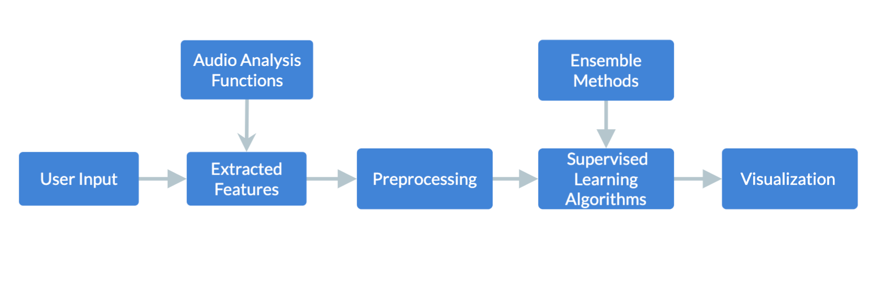 Audio Analysis
Functions
Ensemble
Methods
User Input
Extracted
Features
Preprocessing
Supervised
Learning
Algorithms
Visualization